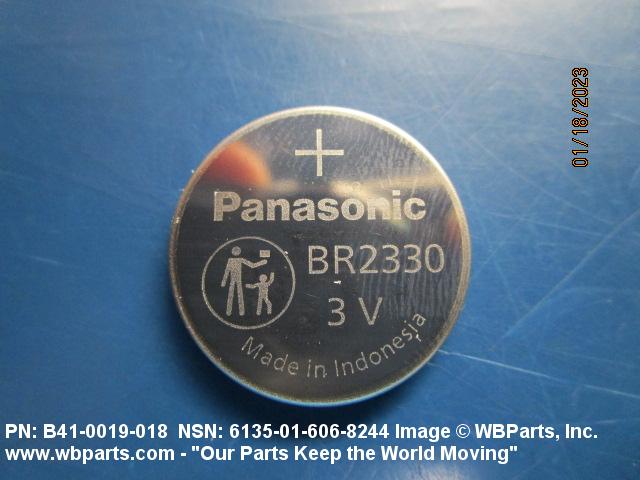 01/18/2023
+
Panasonic
BR2330
3 V
Made in Indonesia
PN: B41-0019-018 NSN: 6135-01-606-8244 Image © WBParts, Inc.
www.wbparts.com - "Our Parts Keep the World Moving"